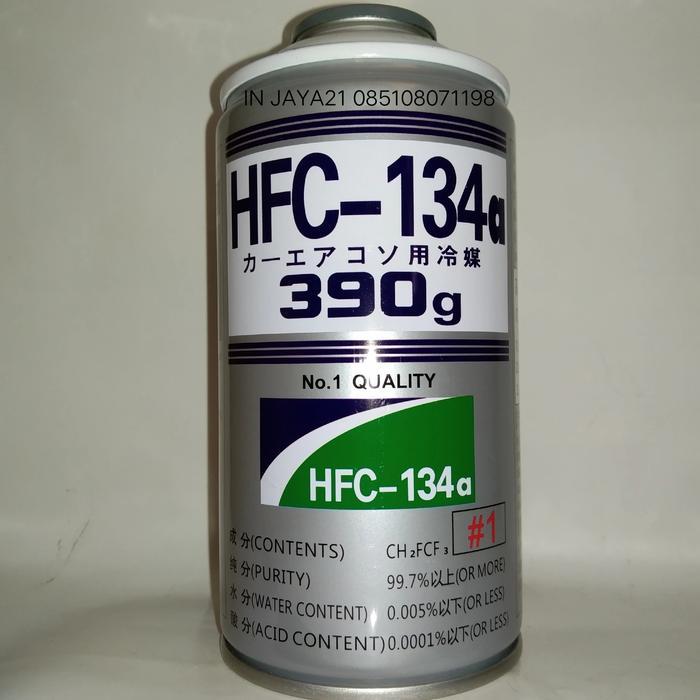 IN JAYA21 085108071198
HFC-134a
カーエアコソ用冷媒
390g
No.1 QUALITY
HFC-134a
#1
成 分(CONTENTS) CH₂FCF₃
纯 分(PURITY) 99.7%以上(OR MORE)
水 分(WATER CONTENT) 0.005%以下(OR LESS)
酸 分(ACID CONTENT) 0.0001%以下(OR LESS)